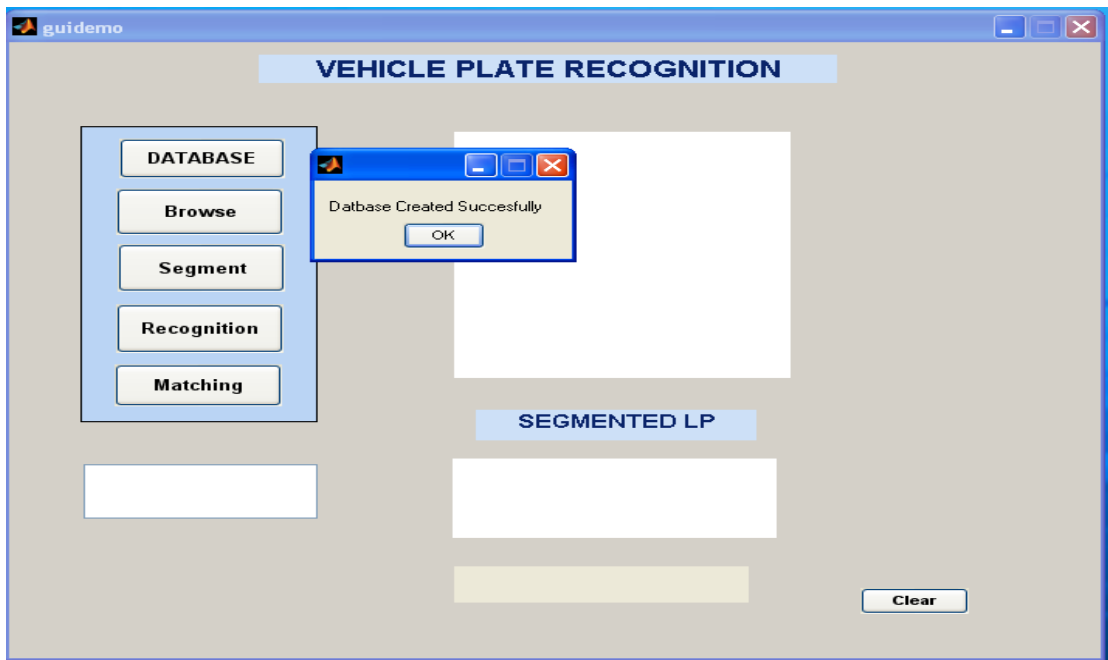 guidemo
VEHICLE PLATE RECOGNITION
DATABASE
Browse
Segment
Recognition
Matching
Datbase Created Succesfully
OK
SEGMENTED LP
Clear